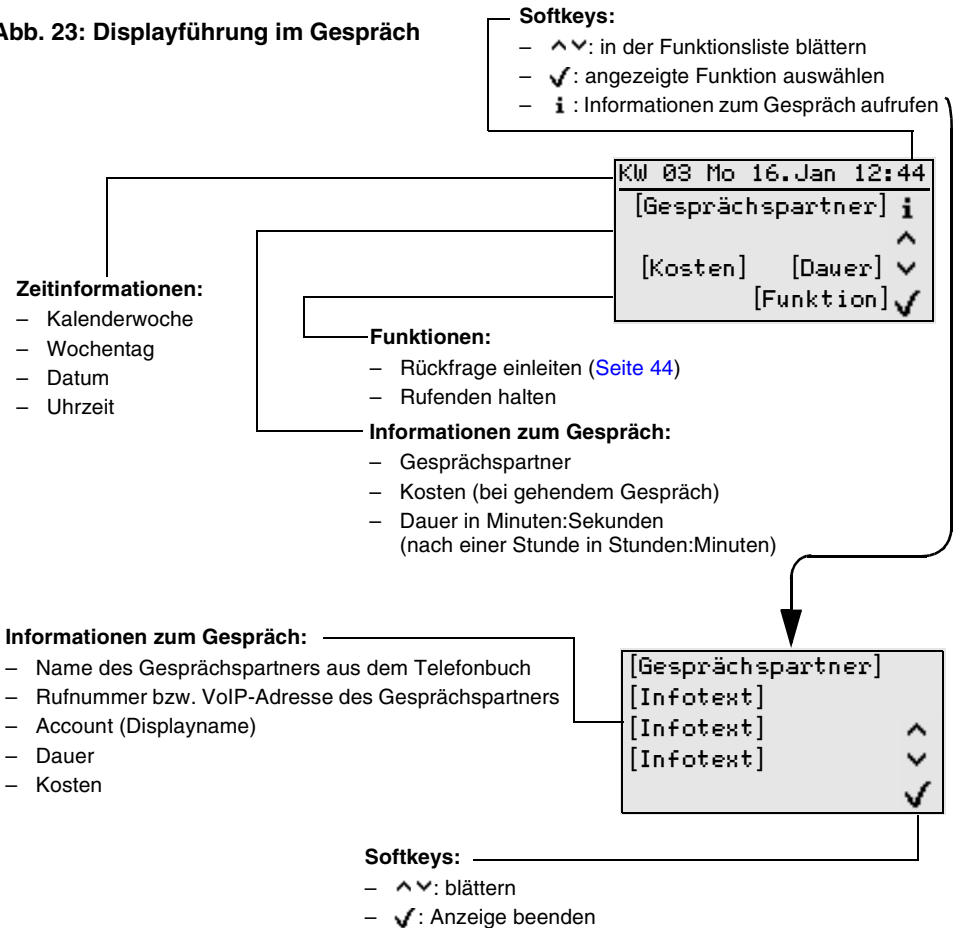 Abb. 23: Displayführung im Gespräch
Softkeys:
– ^ ˅: in der Funktionsliste blättern
– ✓: angezeigte Funktion auswählen
– i : Informationen zum Gespräch aufrufen
KW 03 Mo 16.Jan 12:44
[Gesprächspartner] i
^
[Kosten] [Dauer] ˅
[Funktion] ✓
Zeitinformationen:
– Kalenderwoche
– Wochentag
– Datum
– Uhrzeit
Funktionen:
– Rückfrage einleiten (Seite 44)
– Rufenden halten
Informationen zum Gespräch:
– Gesprächspartner
– Kosten (bei gehendem Gespräch)
– Dauer in Minuten:Sekunden
(nach einer Stunde in Stunden:Minuten)
Informationen zum Gespräch:
– Name des Gesprächspartners aus dem Telefonbuch
– Rufnummer bzw. VoIP-Adresse des Gesprächspartners
– Account (Displayname)
– Dauer
– Kosten
[Gesprächspartner]
[Infotext]
[Infotext] ^
[Infotext] ˅
✓
Softkeys:
– ^ ˅: blättern
– ✓: Anzeige beenden